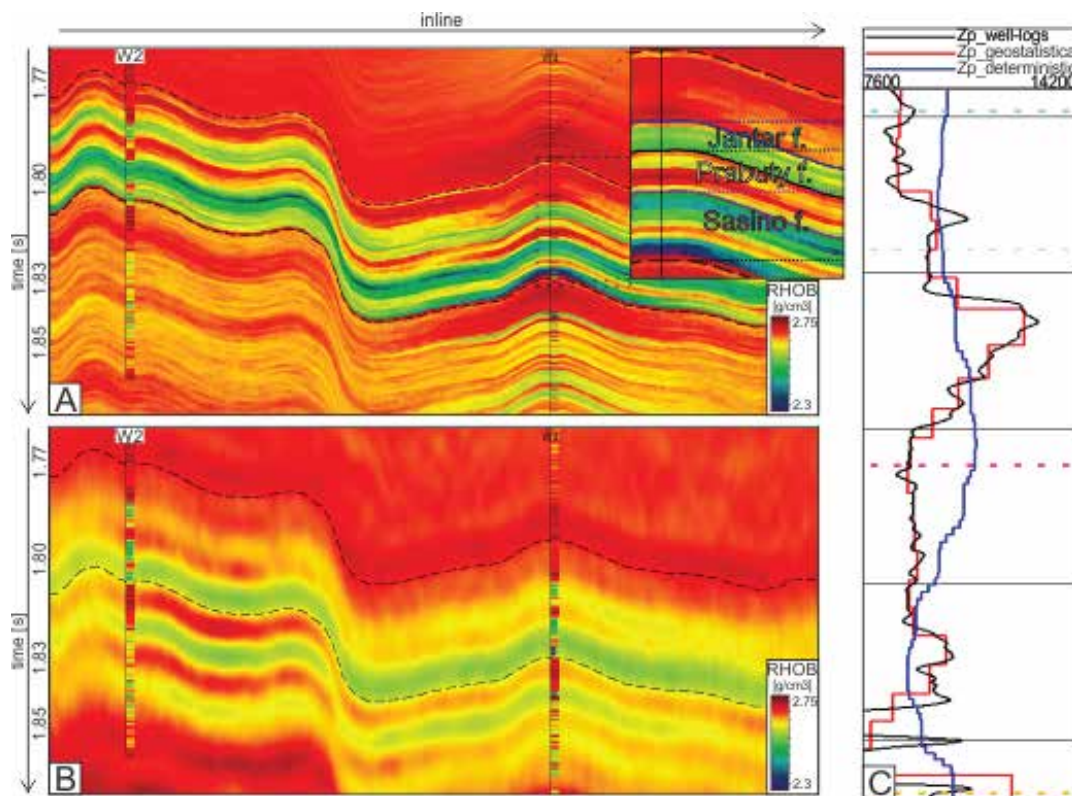 inline
W2
Jantar f.
Prabuty f.
Sasino f.
1.77
1.80
1.83
1.85
time [s]
RHOB
[g/cm3]
2.75
2.3
A
W2
1.77
1.80
1.83
1.85
time [s]
RHOB
[g/cm3]
2.75
2.3
B
Zp_well-logs
Zp_geostatistica
Zp_deterministic
7600
14200
C